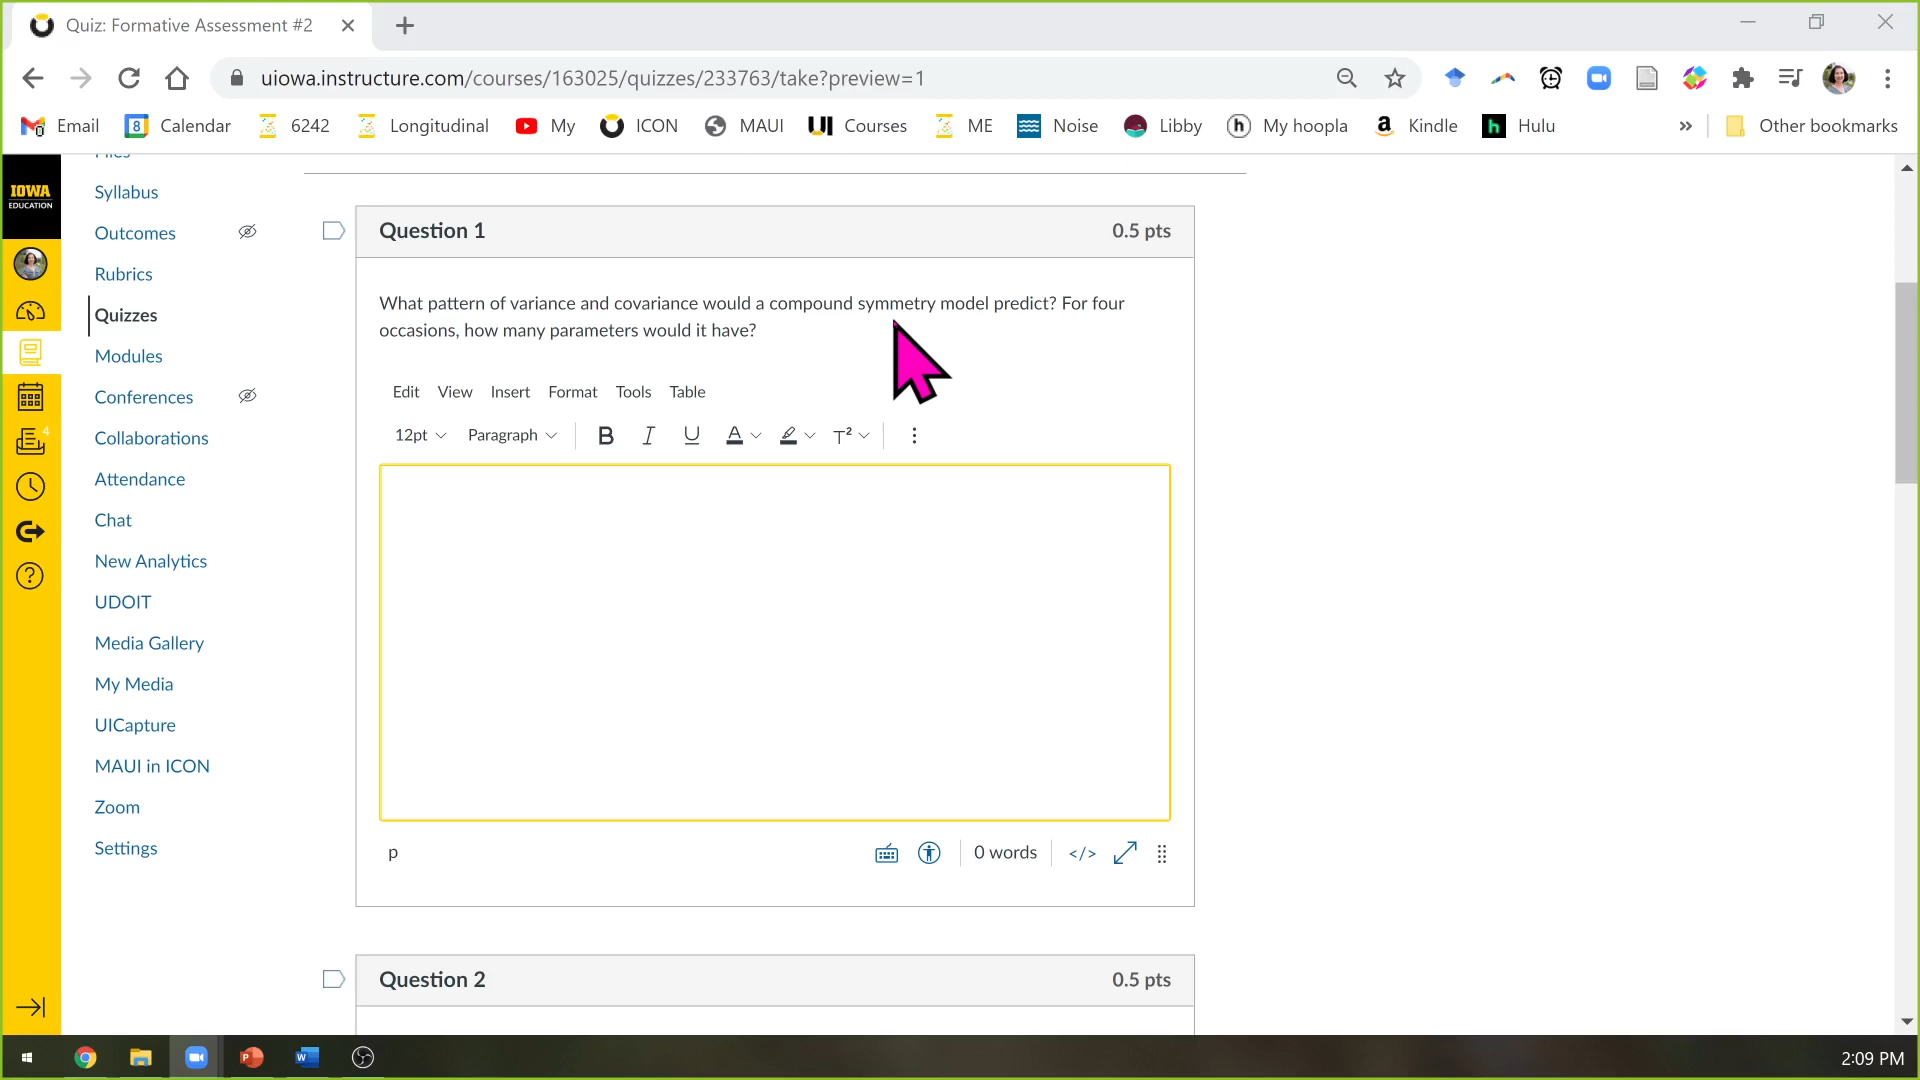 Quiz: Formative Assessment #2
uiowa.instructure.com/courses/163025/quizzes/233763/take?preview=1
Email
8
Calendar
6242
Longitudinal
My
ICON
MAUI
Courses
ME
Noise
Libby
My hoopla
Kindle
Hulu
Other bookmarks
IOWA
EDUCATION
4
Files
Syllabus
Outcomes
Rubrics
Quizzes
Modules
Conferences
Collaborations
Attendance
Chat
New Analytics
UDOIT
Media Gallery
My Media
UICapture
MAUI in ICON
Zoom
Settings
Question 1
0.5 pts
What pattern of variance and covariance would a compound symmetry model predict? For four
occasions, how many parameters would it have?
Edit View Insert Format Tools Table
12pt Paragraph B I U A T²
p
0 words
</>
Question 2
0.5 pts
2:09 PM